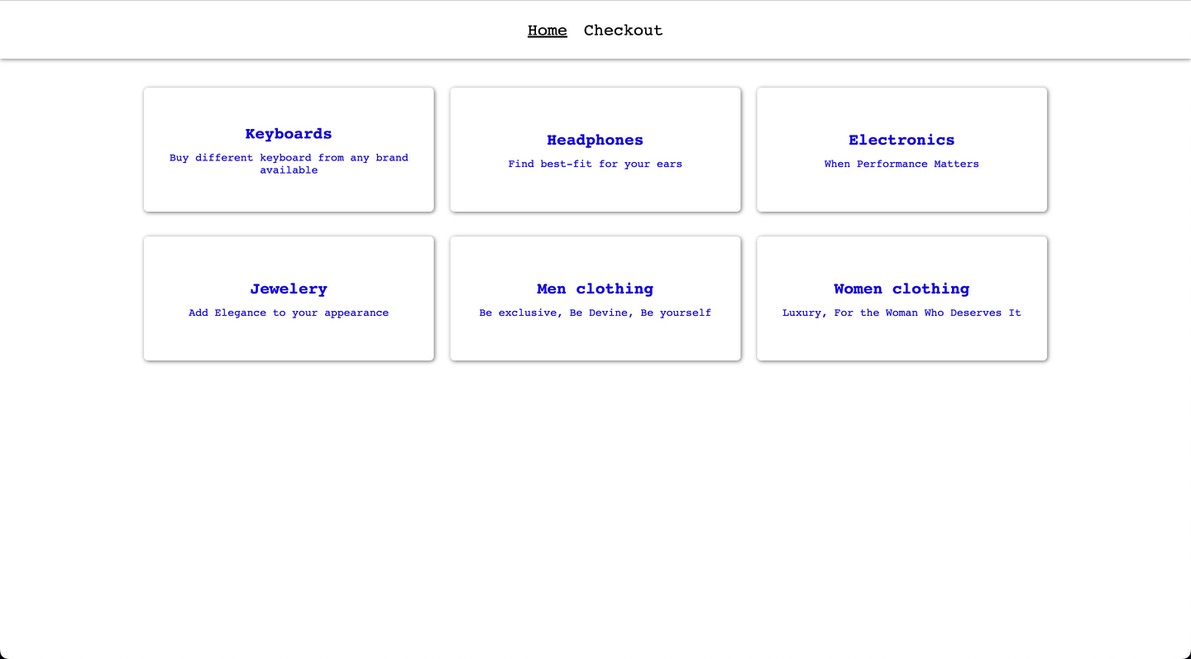 Home Checkout
Keyboards
Buy different keyboard from any brand
available
Headphones
Find best-fit for your ears
Electronics
When Performance Matters
Jewelery
Add Elegance to your appearance
Men clothing
Be exclusive, Be Devine, Be yourself
Women clothing
Luxury, For the Woman Who Deserves It